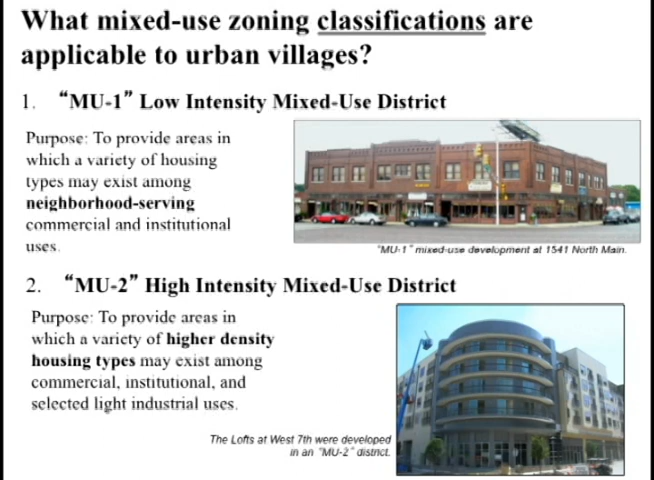 What mixed-use zoning classifications are
applicable to urban villages?
1. “MU-1” Low Intensity Mixed-Use District
Purpose: To provide areas in
which a variety of housing
types may exist among
neighborhood-serving
commercial and institutional
uses.
"MU-1" mixed-use development at 1541 North Main.
2. “MU-2” High Intensity Mixed-Use District
Purpose: To provide areas in
which a variety of higher density
housing types may exist among
commercial, institutional, and
selected light industrial uses.
The Lofts at West 7th were developed
in an "MU-2" district.